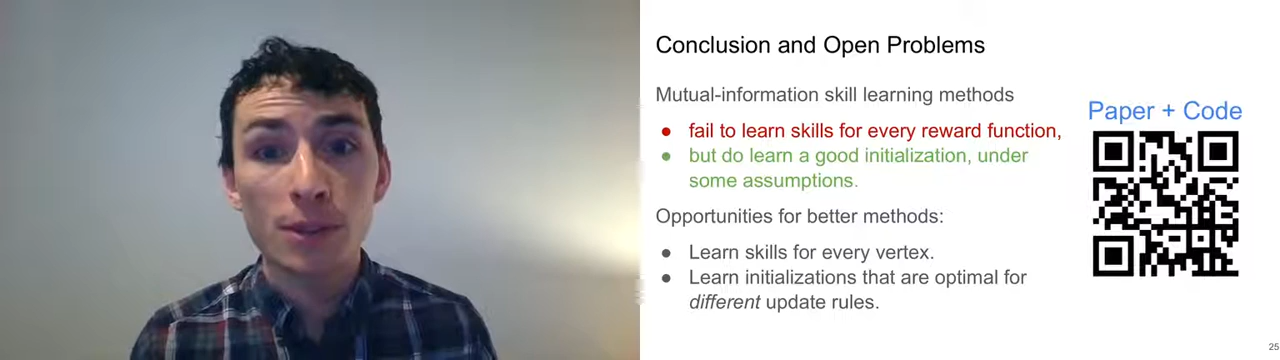 Conclusion and Open Problems
Mutual-information skill learning methods
● fail to learn skills for every reward function,
● but do learn a good initialization, under
some assumptions.
Opportunities for better methods:
● Learn skills for every vertex.
● Learn initializations that are optimal for
different update rules.
Paper + Code
25